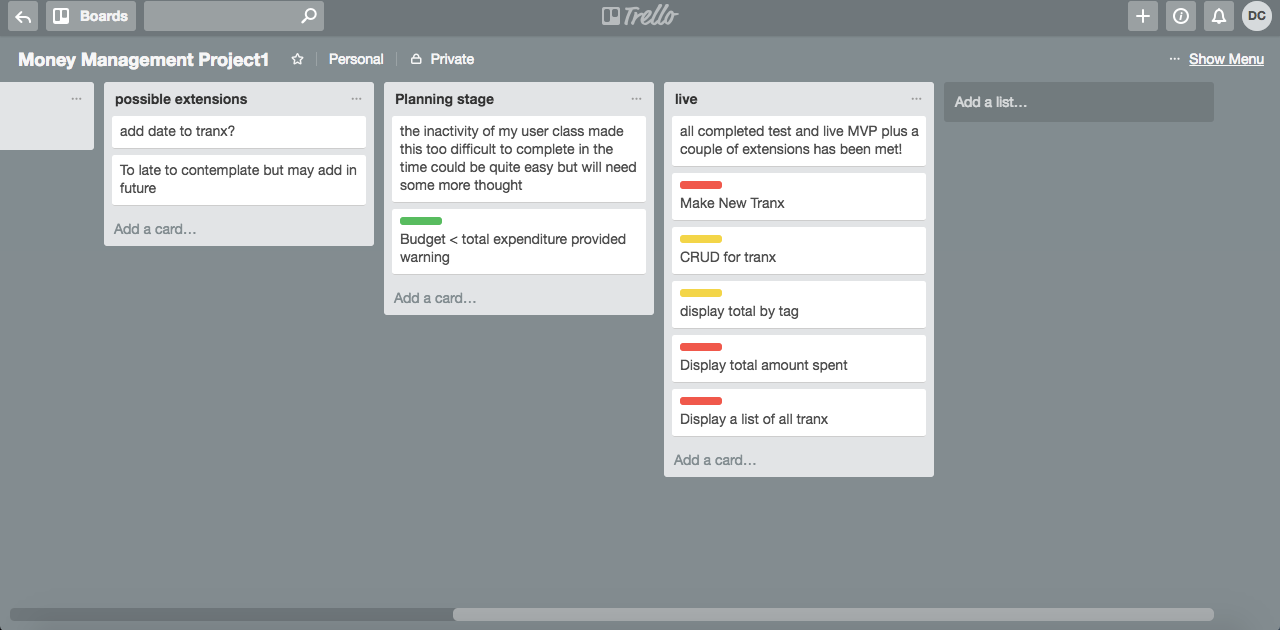 Boards
Trello
DC
Money Management Project1
Personal
Private
... Show Menu
...
possible extensions ...
add date to tranx?
To late to contemplate but may add in
future
Add a card...
Planning stage ...
the inactivity of my user class made
this too difficult to complete in the
time could be quite easy but will need
some more thought
Budget < total expenditure provided
warning
Add a card...
live ...
all completed test and live MVP plus a
couple of extensions has been met!
Make New Tranx
CRUD for tranx
display total by tag
Display total amount spent
Display a list of all tranx
Add a card...
Add a list...